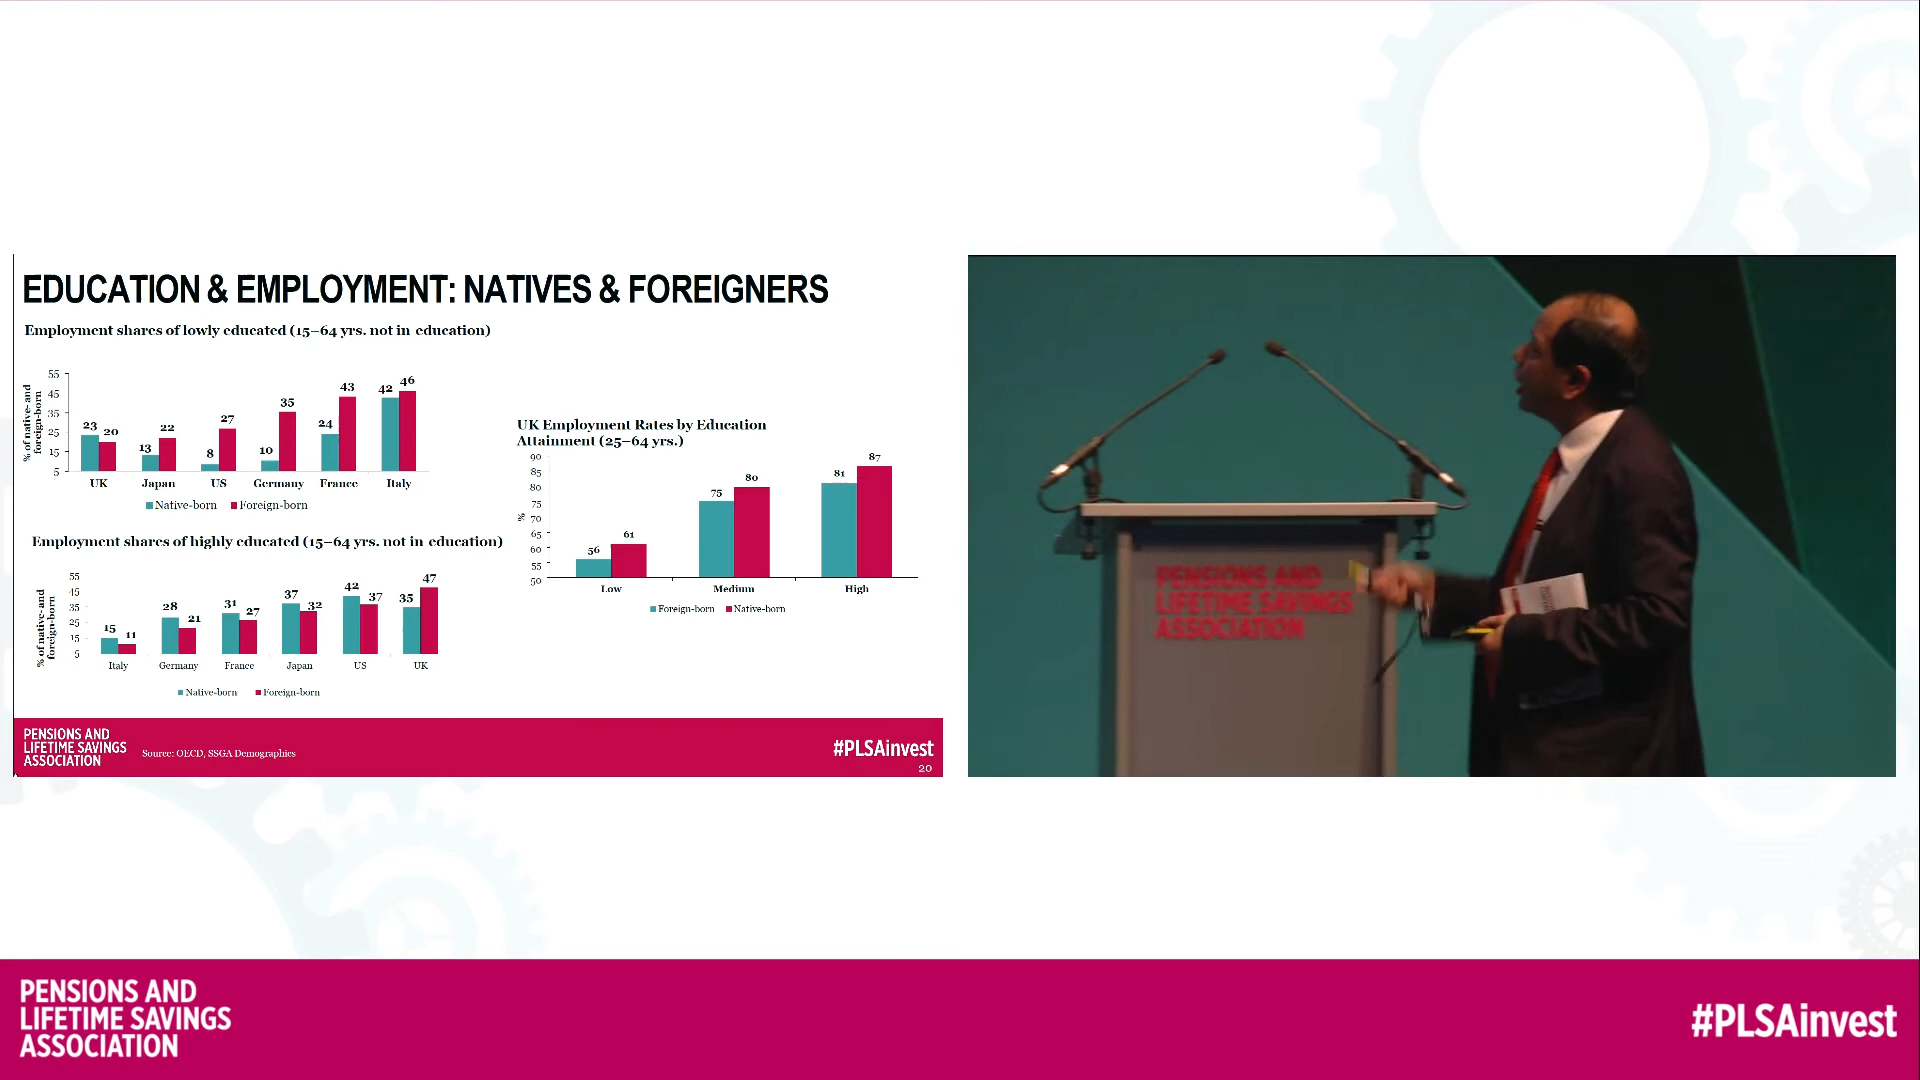 EDUCATION & EMPLOYMENT: NATIVES & FOREIGNERS
Employment shares of lowly educated (15–64 yrs. not in education)
% of native- and
foreign-born
55
45
35
25
15
5
23 20
13 22
8 27
10 35
24 43
42 46
UK Japan US Germany France Italy
Native-born Foreign-born
Employment shares of highly educated (15–64 yrs. not in education)
% of native- and
foreign-born
55
45
35
25
15
5
15 11
28 21
31 27
37 32
42 37
35 47
Italy Germany France Japan US UK
Native-born Foreign-born
UK Employment Rates by Education
Attainment (25–64 yrs.)
%
90
85
80
75
70
65
60
55
50
56 61
75 80
81 87
Low Medium High
Foreign-born Native-born
PENSIONS AND
LIFETIME SAVINGS
ASSOCIATION
Source: OECD, SSGA Demographics
#PLSAinvest
20
PENSIONS AND
LIFETIME SAVINGS
ASSOCIATION
PENSIONS AND
LIFETIME SAVINGS
ASSOCIATION
#PLSAinvest